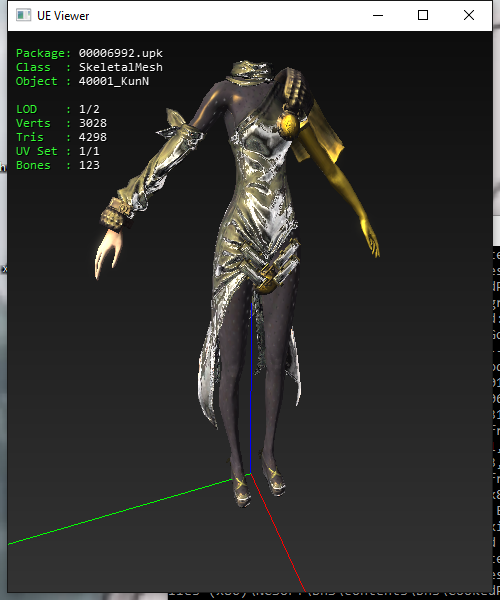 UE Viewer
Package: 00006992.upk
Class : SkeletalMesh
Object : 40001_KunN
LOD : 1/2
Verts : 3028
Tris : 4298
UV Set : 1/1
Bones : 123